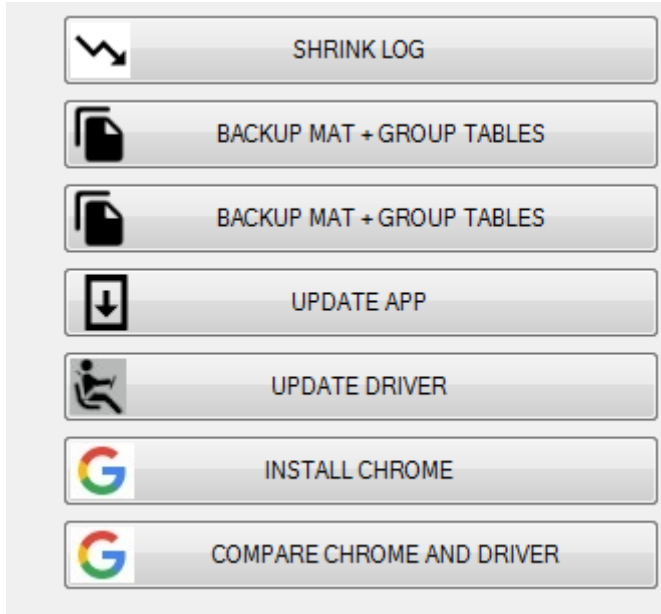 SHRINK LOG
BACKUP MAT + GROUP TABLES
BACKUP MAT + GROUP TABLES
UPDATE APP
UPDATE DRIVER
INSTALL CHROME
COMPARE CHROME AND DRIVER